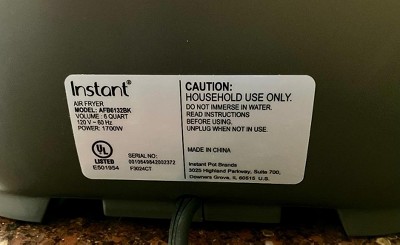 Instant®
AIR FRYER
MODEL: AFB6132BK
VOLUME : 6 QUART
120 V ~ 60 Hz
POWER: 1700W
UL
LISTED
E501954
SERIAL NO:
0010549842002372
F3024CT
CAUTION:
HOUSEHOLD USE ONLY.
DO NOT IMMERSE IN WATER.
READ INSTRUCTIONS
BEFORE USING.
UNPLUG WHEN NOT IN USE.
MADE IN CHINA
Instant Pot Brands
3025 Highland Parkway, Suite 700,
Downers Grove, IL 60515 U.S.